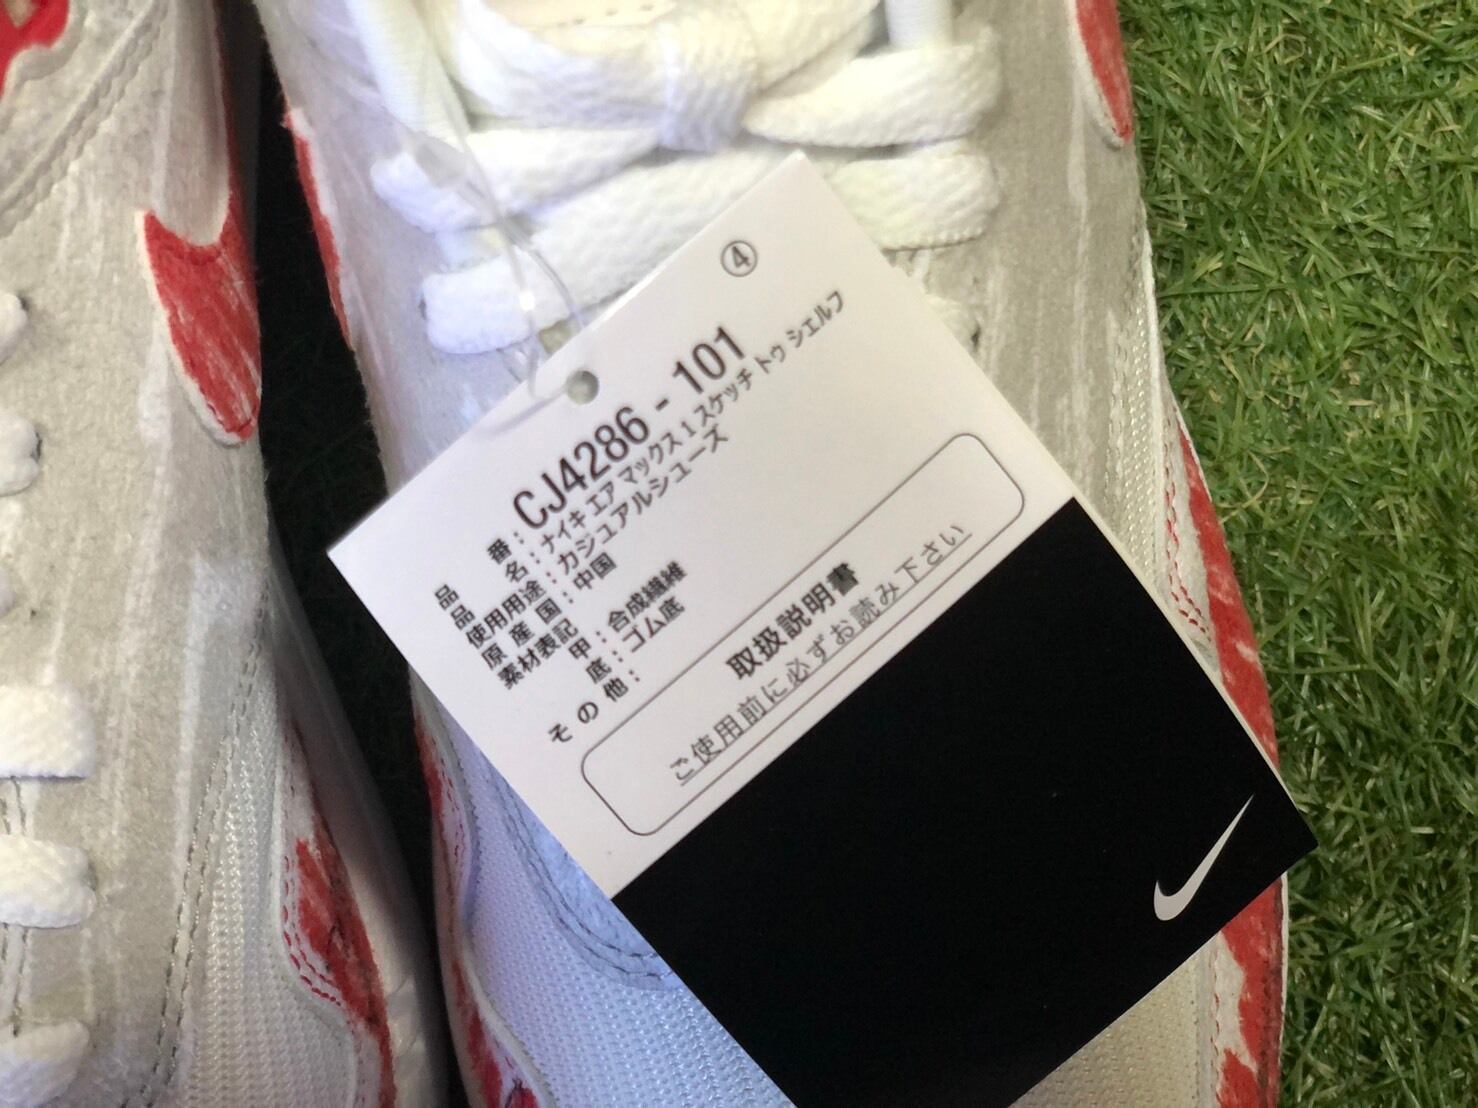 ④
品番：CJ4286 - 101
品名：ナイキ エア マックス 1 スケッチ トゥ シェルフ
使用用途：カジュアルシューズ
原産国：中国
素材表記
甲：合成繊維
底：ゴム底
その他：
取扱説明書
ご使用前に必ずお読み下さい